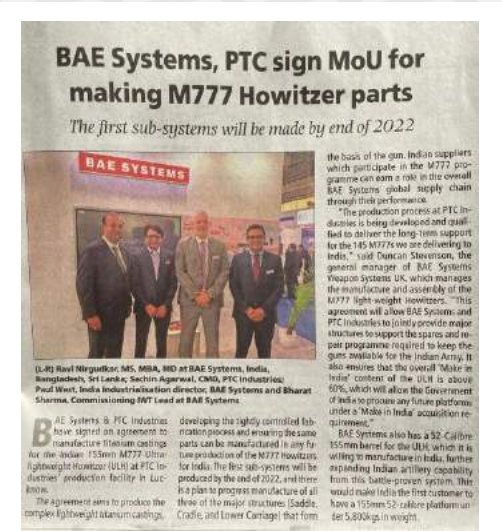 BAE Systems, PTC sign MoU for
making M777 Howitzer parts
The first sub-systems will be made by end of 2022
BAE SYSTEMS
(L-R) Ravi Nirgudkar, MS, MBA, MD at BAE Systems, India,
Bangladesh, Sri Lanka; Sachin Agarwal, CMD, PTC Industries;
Paul Wort, India Industrialisation director, BAE Systems and Bharat
Sharma, Commissioning IWT Lead at BAE Systems.
BAE Systems & PTC Industries
have signed an agreement to
manufacture titanium castings
for the Indian 155mm M777 Ultra-
lightweight Howitzer (ULH) at PTC In-
dustries' production facility in Luc-
know.
The agreement aims to produce the
complex lightweight titanium castings,
developing the tightly controlled fab-
rication process and ensuring the same
parts can be manufactured in any fu-
ture production of the M777 Howitzers
for India. The first sub-systems will be
produced by the end of 2022, and there
is a plan to progress manufacture of all
three of the major structures (Saddle,
Cradle, and Lower Carriage) that form
the basis of the gun. Indian suppliers
which participate in the M777 pro-
gramme can earn a role in the overall
BAE Systems global supply chain
through their performance.
"The production process at PTC In-
dustries is being developed and quali-
fied to deliver the long-term support
for the 145 M777s we are delivering to
India," said Duncan Stevenson, the
general manager of BAE Systems
Weapon Systems UK, which manages
the manufacture and assembly of the
M777 light-weight Howitzers. "This
agreement will allow BAE Systems and
PTC Industries to jointly provide major
structures to support the spares and re-
pair programme required to keep the
guns available for the Indian Army. It
also ensures that the overall 'Make in
India' content of the ULH is above
60%, which will allow the Government
of India to procure any future platforms
under a 'Make in India' acquisition re-
quirement."
BAE Systems also has a 52-Calibre
155mm barrel for the ULH, which it is
willing to manufacture in India, further
expanding Indian artillery capability
from this battle-proven system. This
would make India the first customer to
have a 155mm 52-calibre platform un-
der 5,800kgs in weight.